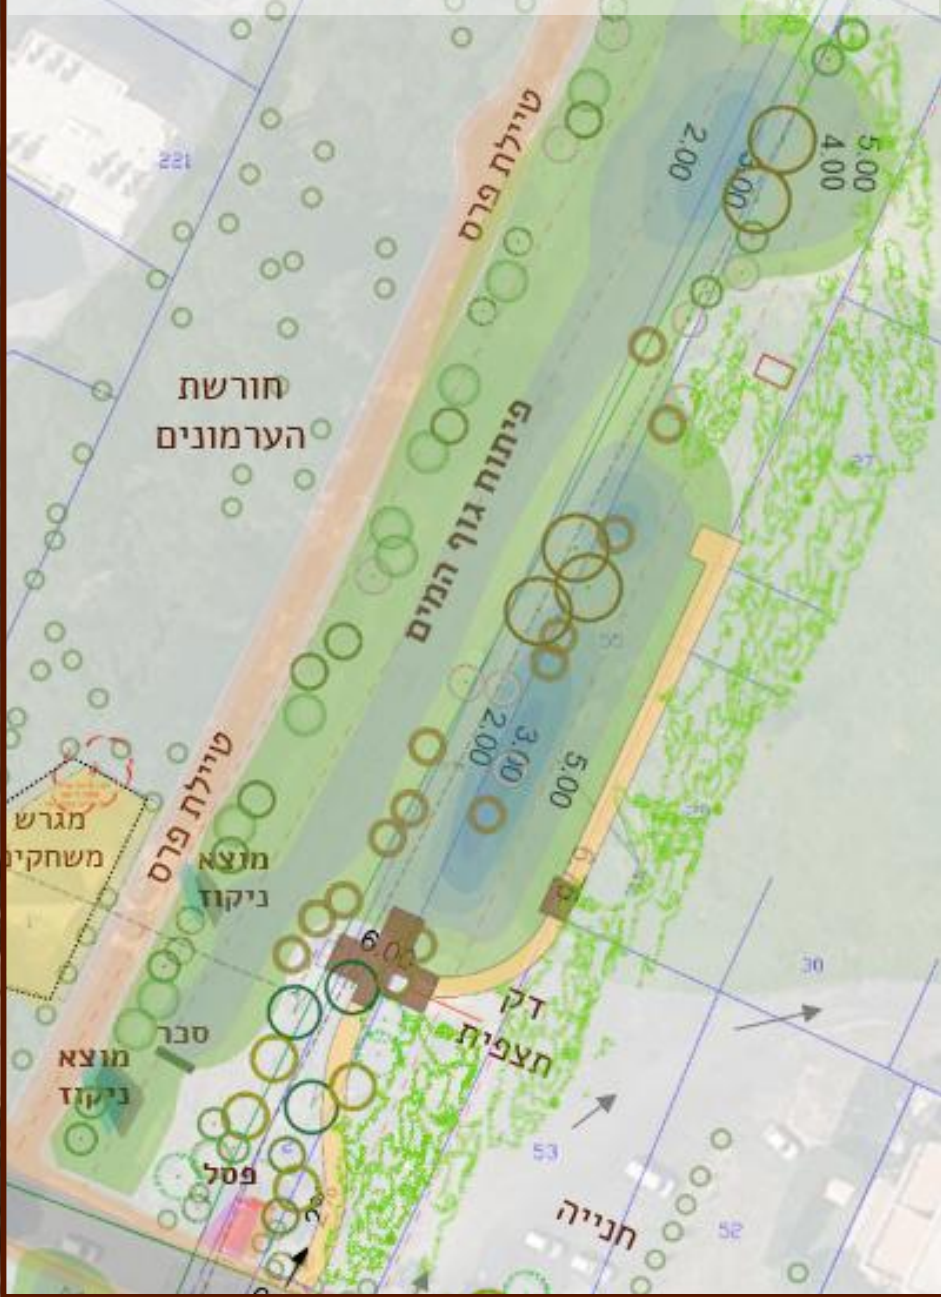 טיילת פרס
221
2.00
3.00
4.00
5.00
חורשת
הערמונים
פיתוח גוף המים
27
55
2.00
3.00
5.00
טיילת פרס
מגרש
משחקים
מוצא
ניקוז
6.00
30
דק
תצפית
סכר
מוצא
ניקוז
53
פסל
חנייה
52